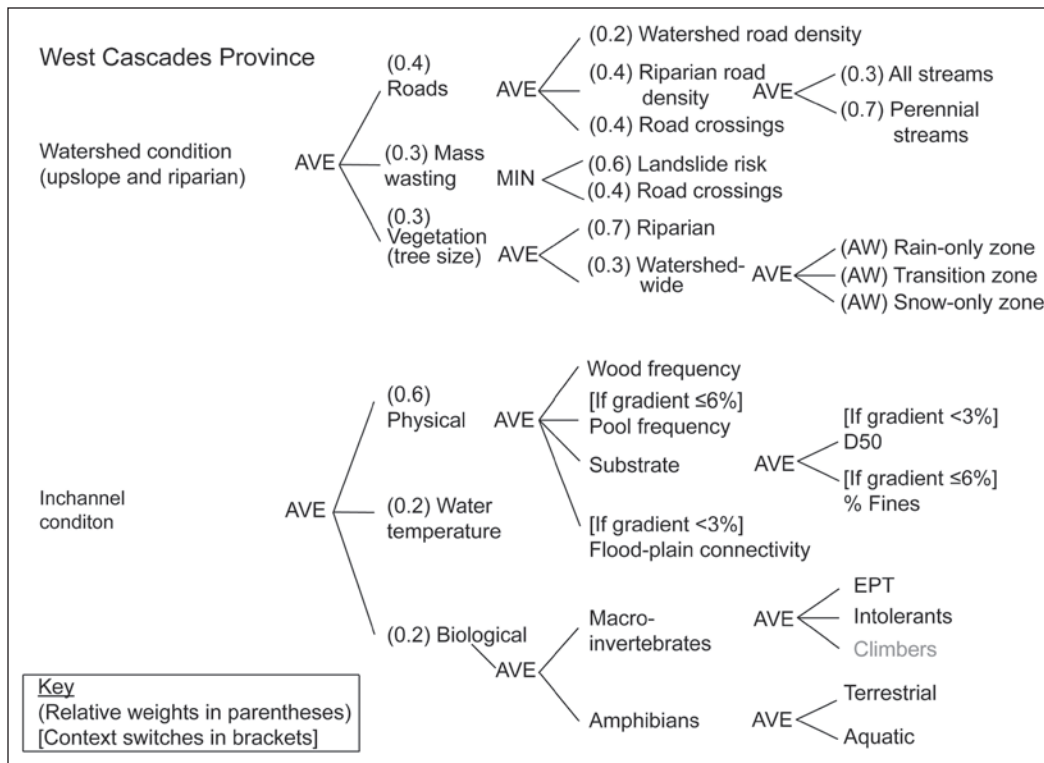 West Cascades Province
Watershed condition
(upslope and riparian)
AVE
(0.4)
Roads
AVE
(0.2) Watershed road density
(0.4) Riparian road
density
AVE
(0.3) All streams
(0.7) Perennial
streams
(0.4) Road crossings
(0.3) Mass
wasting
MIN
(0.6) Landslide risk
(0.4) Road crossings
(0.3)
Vegetation
(tree size)
AVE
(0.7) Riparian
(0.3) Watershed-
wide
AVE
(AW) Rain-only zone
(AW) Transition zone
(AW) Snow-only zone
Inchannel
conditon
AVE
(0.6)
Physical
AVE
Wood frequency
[If gradient ≤6%]
Pool frequency
Substrate
AVE
[If gradient <3%]
D50
[If gradient ≤6%]
% Fines
[If gradient <3%]
Flood-plain connectivity
(0.2) Water
temperature
(0.2) Biological
AVE
Macro-
invertebrates
AVE
EPT
Intolerants
Climbers
Amphibians
AVE
Terrestrial
Aquatic
Key
(Relative weights in parentheses)
[Context switches in brackets]